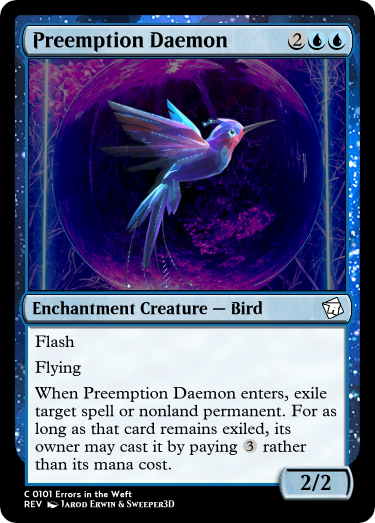 Preemption Daemon 2
Enchantment Creature — Bird
Flash
Flying
When Preemption Daemon enters, exile
target spell or nonland permanent. For as
long as that card remains exiled, its
owner may cast it by paying 3 rather
than its mana cost.
2/2
C 0101 Errors in the Weft
REV Jarod Erwin & Sweeper3D